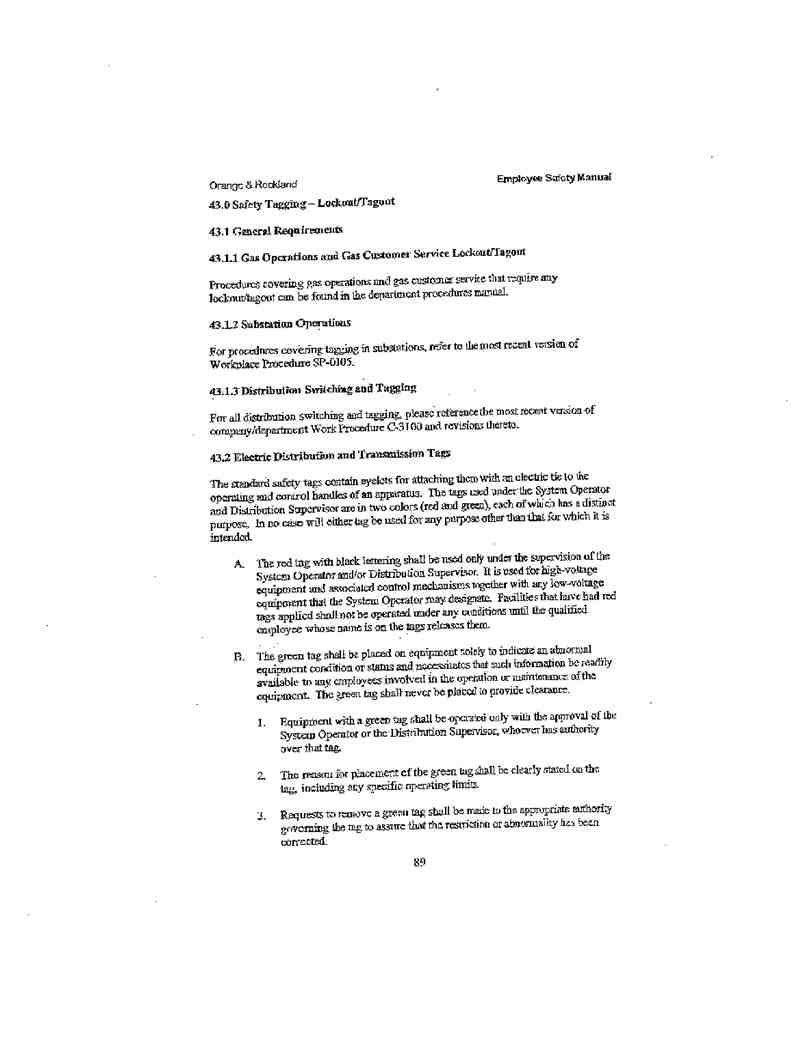 Orange & Rockland
Employee Safety Manual
43.0 Safety Tagging – Lockout/Tagout
43.1 General Requirements
43.1.1 Gas Operations and Gas Customer Service Lockout/Tagout
Procedures covering gas operations and gas customer service that require any
lockout/tagout can be found in the department procedures manual.
43.1.2 Substation Operations
For procedures covering tagging in substations, refer to the most recent version of
Workplace Procedure SP-0105.
43.1.3 Distribution Switching and Tagging
For all distribution switching and tagging, please reference the most recent version of
company/department Work Procedure C-3100 and revisions thereto.
43.2 Electric Distribution and Transmission Tags
The standard safety tags contain eyelets for attaching them with an electric tie to the
operating and control handles of an apparatus. The tags used under the System Operator
and Distribution Supervisor are in two colors (red and green), each of which has a distinct
purpose. In no case will either tag be used for any purpose other than that for which it is
intended.
A. The red tag with black lettering shall be used only under the supervision of the
System Operator and/or Distribution Supervisor. It is used for high-voltage
equipment and associated control mechanisms together with any low-voltage
equipment that the System Operator may designate. Facilities that have had red
tags applied shall not be operated under any conditions until the qualified
employee whose name is on the tags releases them.
B. The green tag shall be placed on equipment solely to indicate an abnormal
equipment condition or status and necessitates that such information be readily
available to any employees involved in the operation or maintenance of the
equipment. The green tag shall never be placed to provide clearance.
1. Equipment with a green tag shall be operated only with the approval of the
System Operator or the Distribution Supervisor, whoever has authority
over that tag.
2. The reason for placement of the green tag shall be clearly stated on the
tag, including any specific operating limits.
3. Requests to remove a green tag shall be made to the appropriate authority
governing the tag to assure that the restriction or abnormality has been
corrected.
89